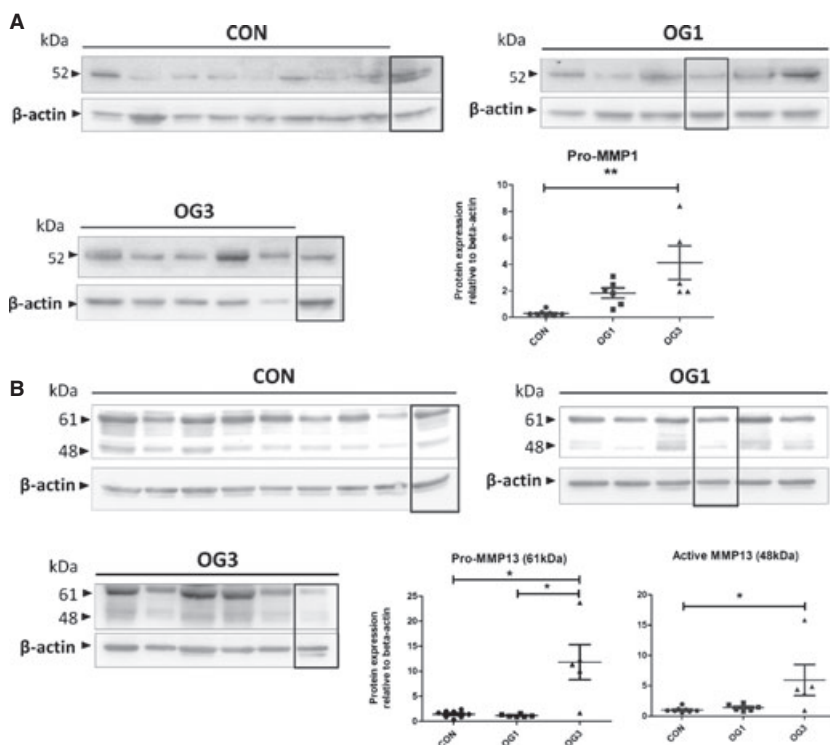 A
kDa
CON
52
β-actin
OG1
52
β-actin
kDa
OG3
52
β-actin
Pro-MMP1
**
Protein expression
relative to beta-actin
10
8
6
4
2
0
CON
OG1
OG3
B
kDa
CON
61
48
β-actin
OG1
61
48
β-actin
kDa
OG3
61
48
β-actin
Pro-MMP13 (61kDa)
*
*
Protein expression
relative to beta-actin
25
20
15
10
5
0
CON
OG1
OG3
Active MMP13 (48kDa)
*
20
15
10
5
0
CON
OG1
OG3